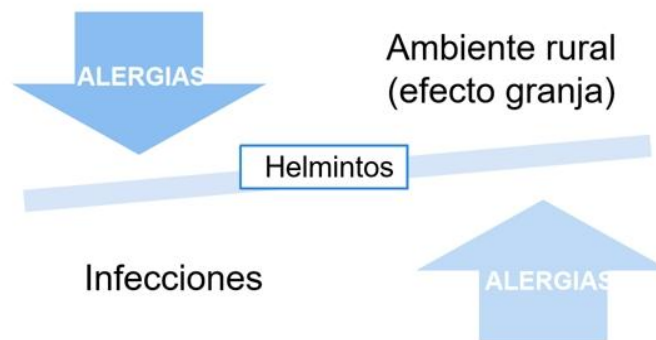 ALERGIAS
Ambiente rural
(efecto granja)
Helmintos
Infecciones
ALERGIAS